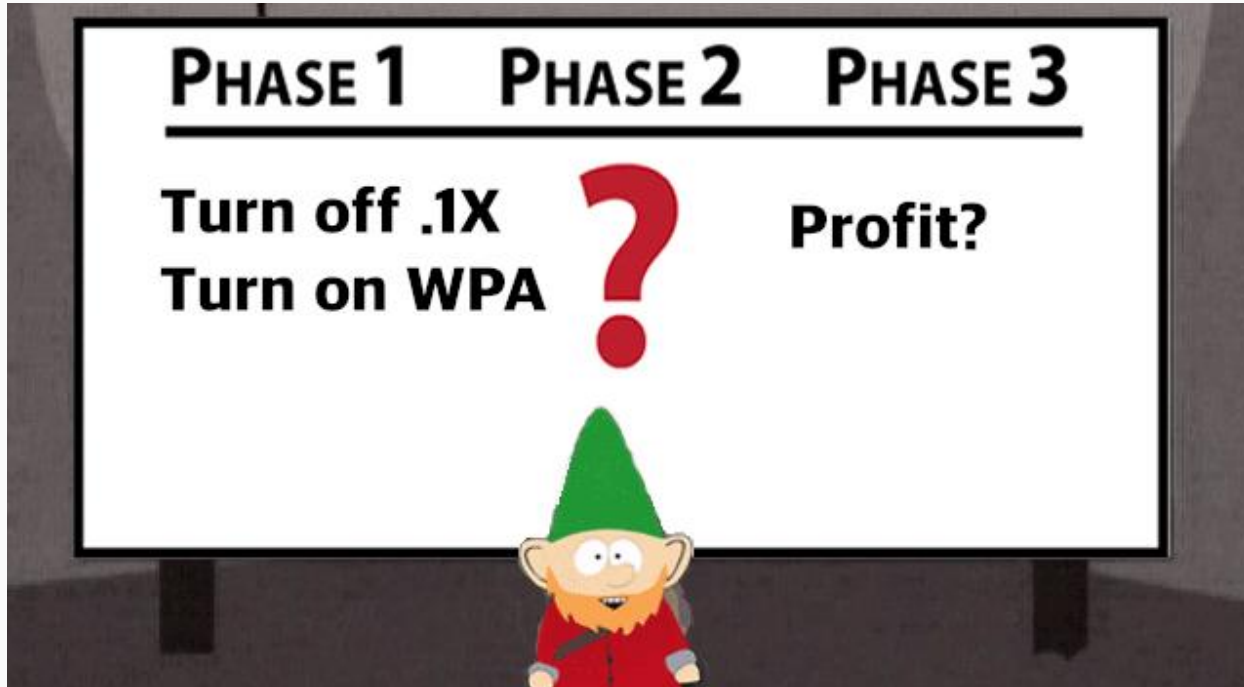 PHASE 1 PHASE 2 PHASE 3
Turn off .1X
Turn on WPA
?
Profit?